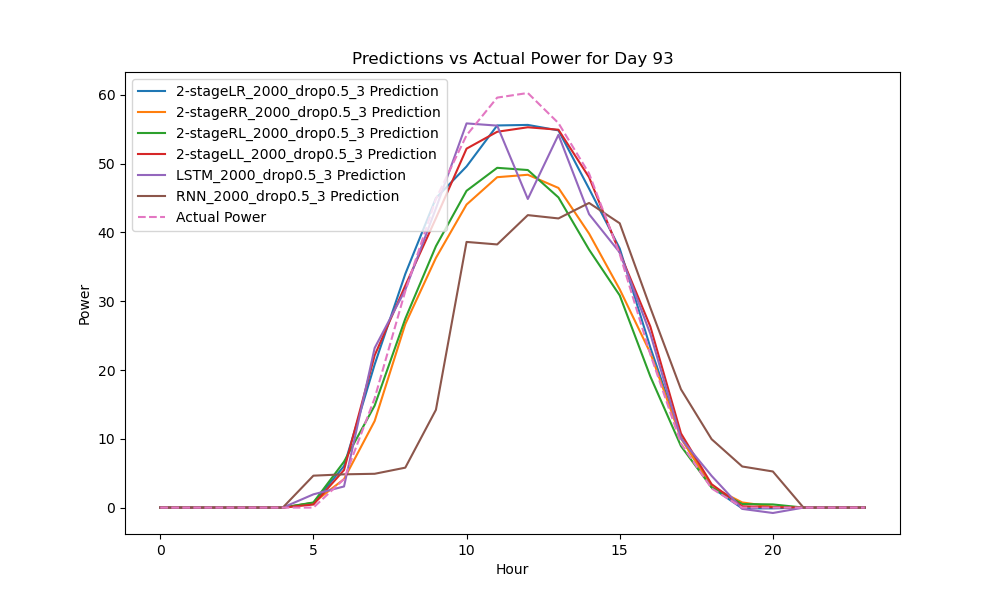 Predictions vs Actual Power for Day 93
2-stageLR_2000_drop0.5_3 Prediction
2-stageRR_2000_drop0.5_3 Prediction
2-stageRL_2000_drop0.5_3 Prediction
2-stageLL_2000_drop0.5_3 Prediction
LSTM_2000_drop0.5_3 Prediction
RNN_2000_drop0.5_3 Prediction
Actual Power
60
50
40
30
20
10
0
Power
0 5 10 15 20
Hour